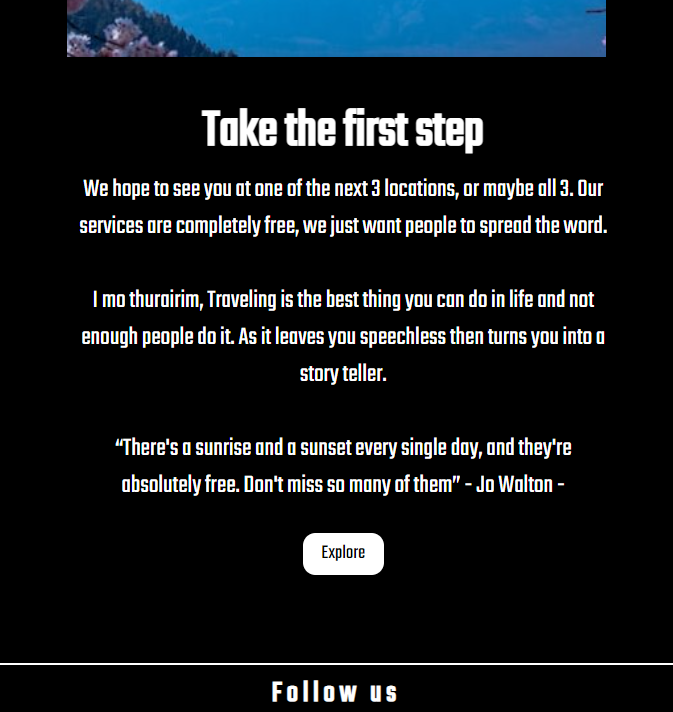 Take the first step
We hope to see you at one of the next 3 locations, or maybe all 3. Our
services are completely free, we just want people to spread the word.
I mo thurairim, Traveling is the best thing you can do in life and not
enough people do it. As it leaves you speechless then turns you into a
story teller.
“There's a sunrise and a sunset every single day, and they're
absolutely free. Don't miss so many of them” - Jo Walton -
Explore
Follow us